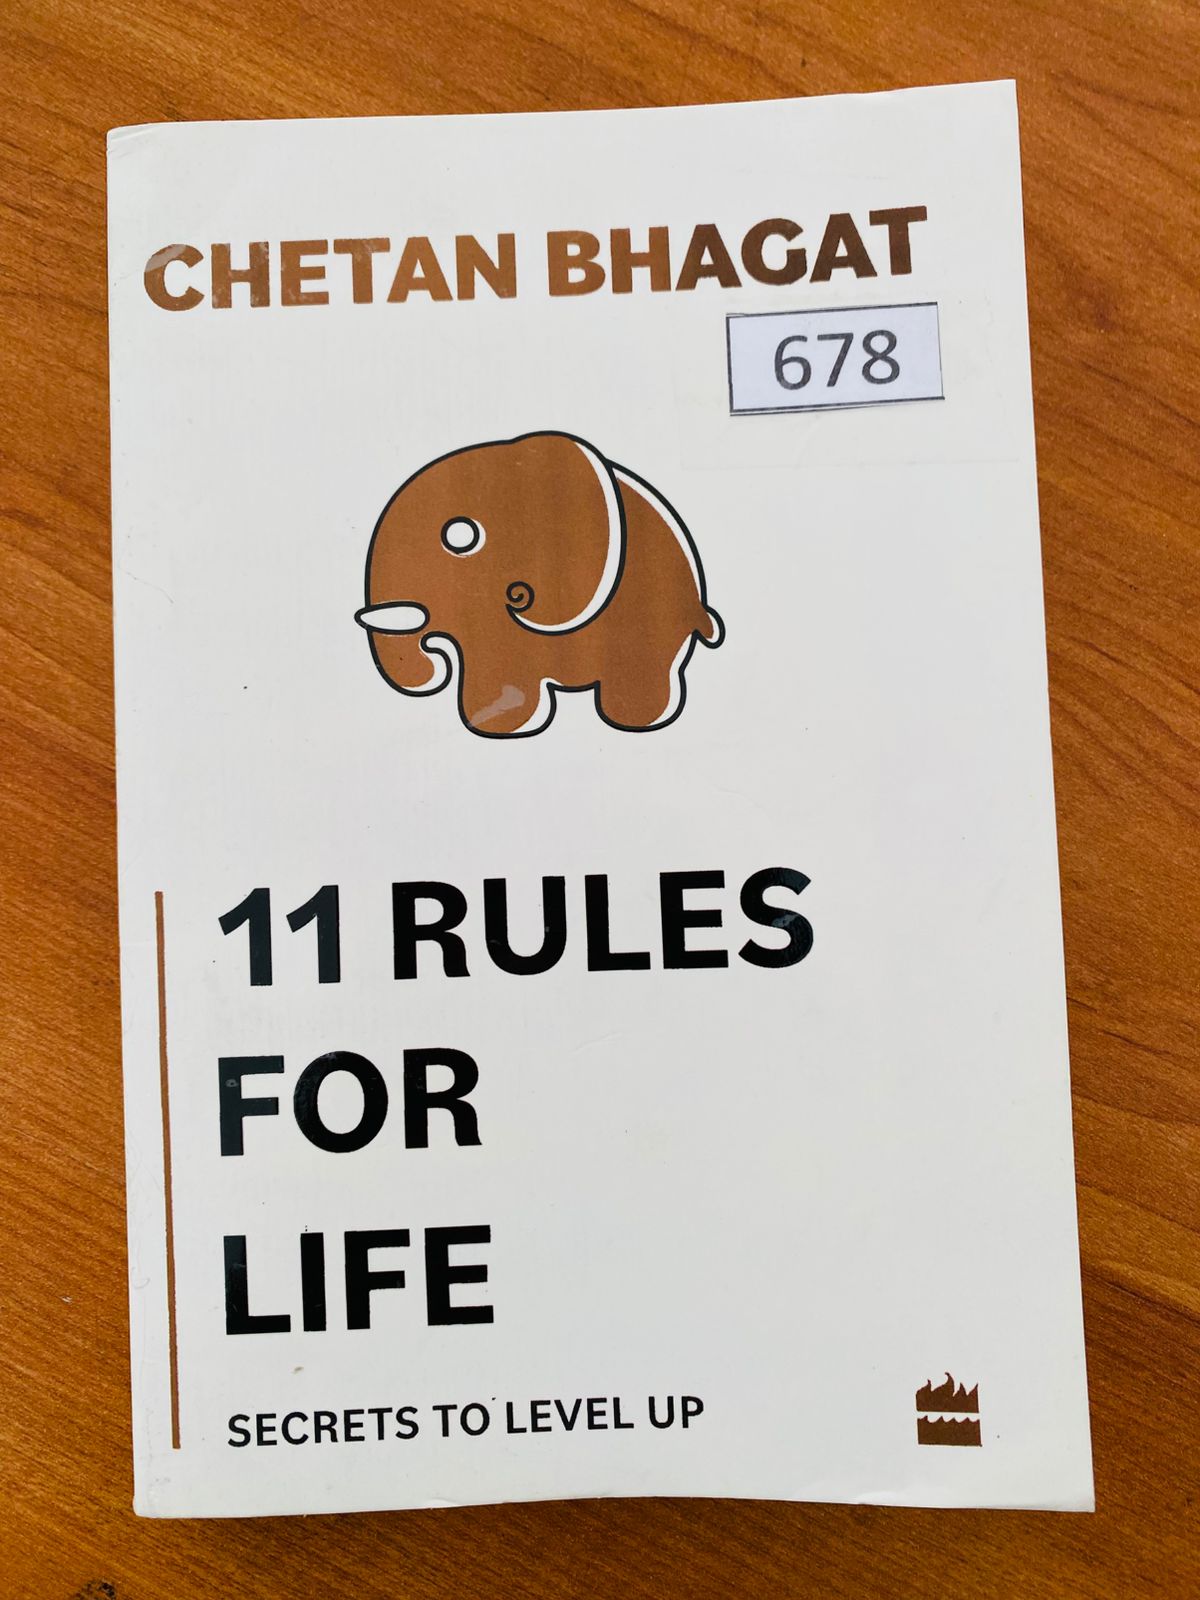 CHETAN BHAGAT
678
11 RULES
FOR
LIFE
SECRETS TO LEVEL UP